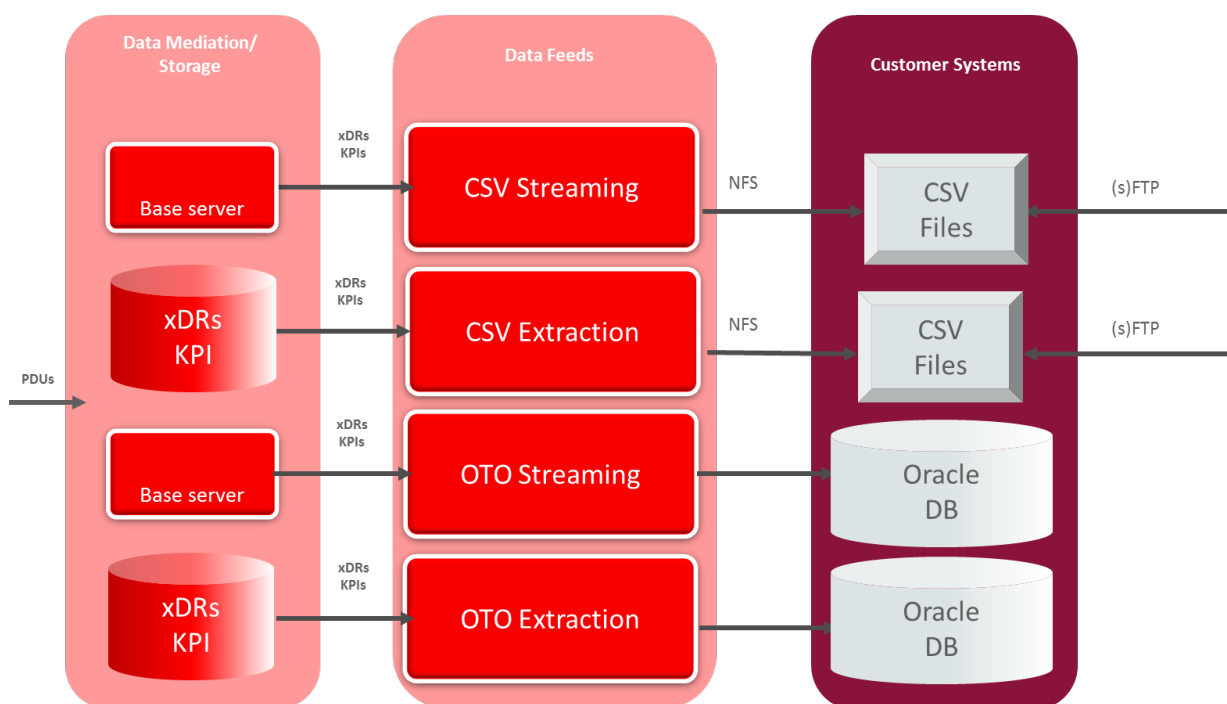 Data Mediation/
Storage
Data Feeds
Customer Systems
xDRs
KPIs
Base server
CSV Streaming
NFS
CSV
Files
(s)FTP
xDRs
KPI
xDRs
KPIs
CSV Extraction
NFS
CSV
Files
(s)FTP
PDUs
Base server
xDRs
KPIs
OTO Streaming
Oracle
DB
xDRs
KPI
xDRs
KPIs
OTO Extraction
Oracle
DB